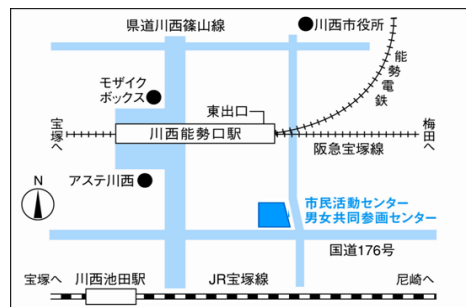 県道川西篠山線
川西市役所
能勢電鉄
モザイク
ボックス
東出口
宝塚へ
川西能勢口駅
梅田へ
阪急宝塚線
アステ川西
N
市民活動センター
男女共同参画センター
国道176号
宝塚へ
川西池田駅
JR宝塚線
尼崎へ